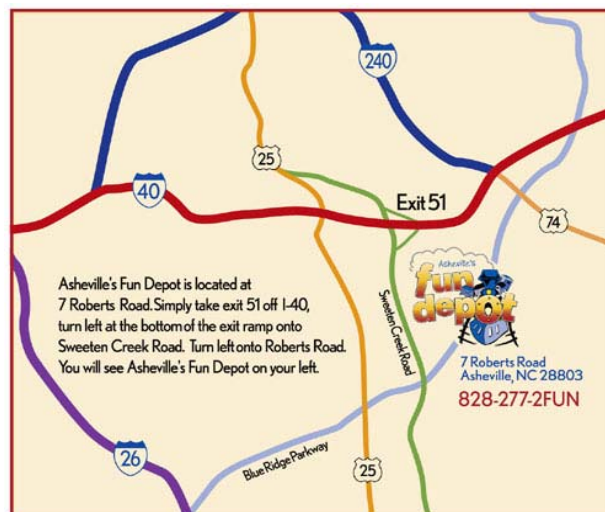 240
25
40
Exit 51
74
Asheville's
fun
depot
Asheville's Fun Depot is located at
7 Roberts Road. Simply take exit 51 off I-40,
turn left at the bottom of the exit ramp onto
Sweeten Creek Road. Turn left onto Roberts Road.
You will see Asheville's Fun Depot on your left.
Sweeten Creek Road
7 Roberts Road
Asheville, NC 28803
828-277-2FUN
26
Blue Ridge Parkway
25